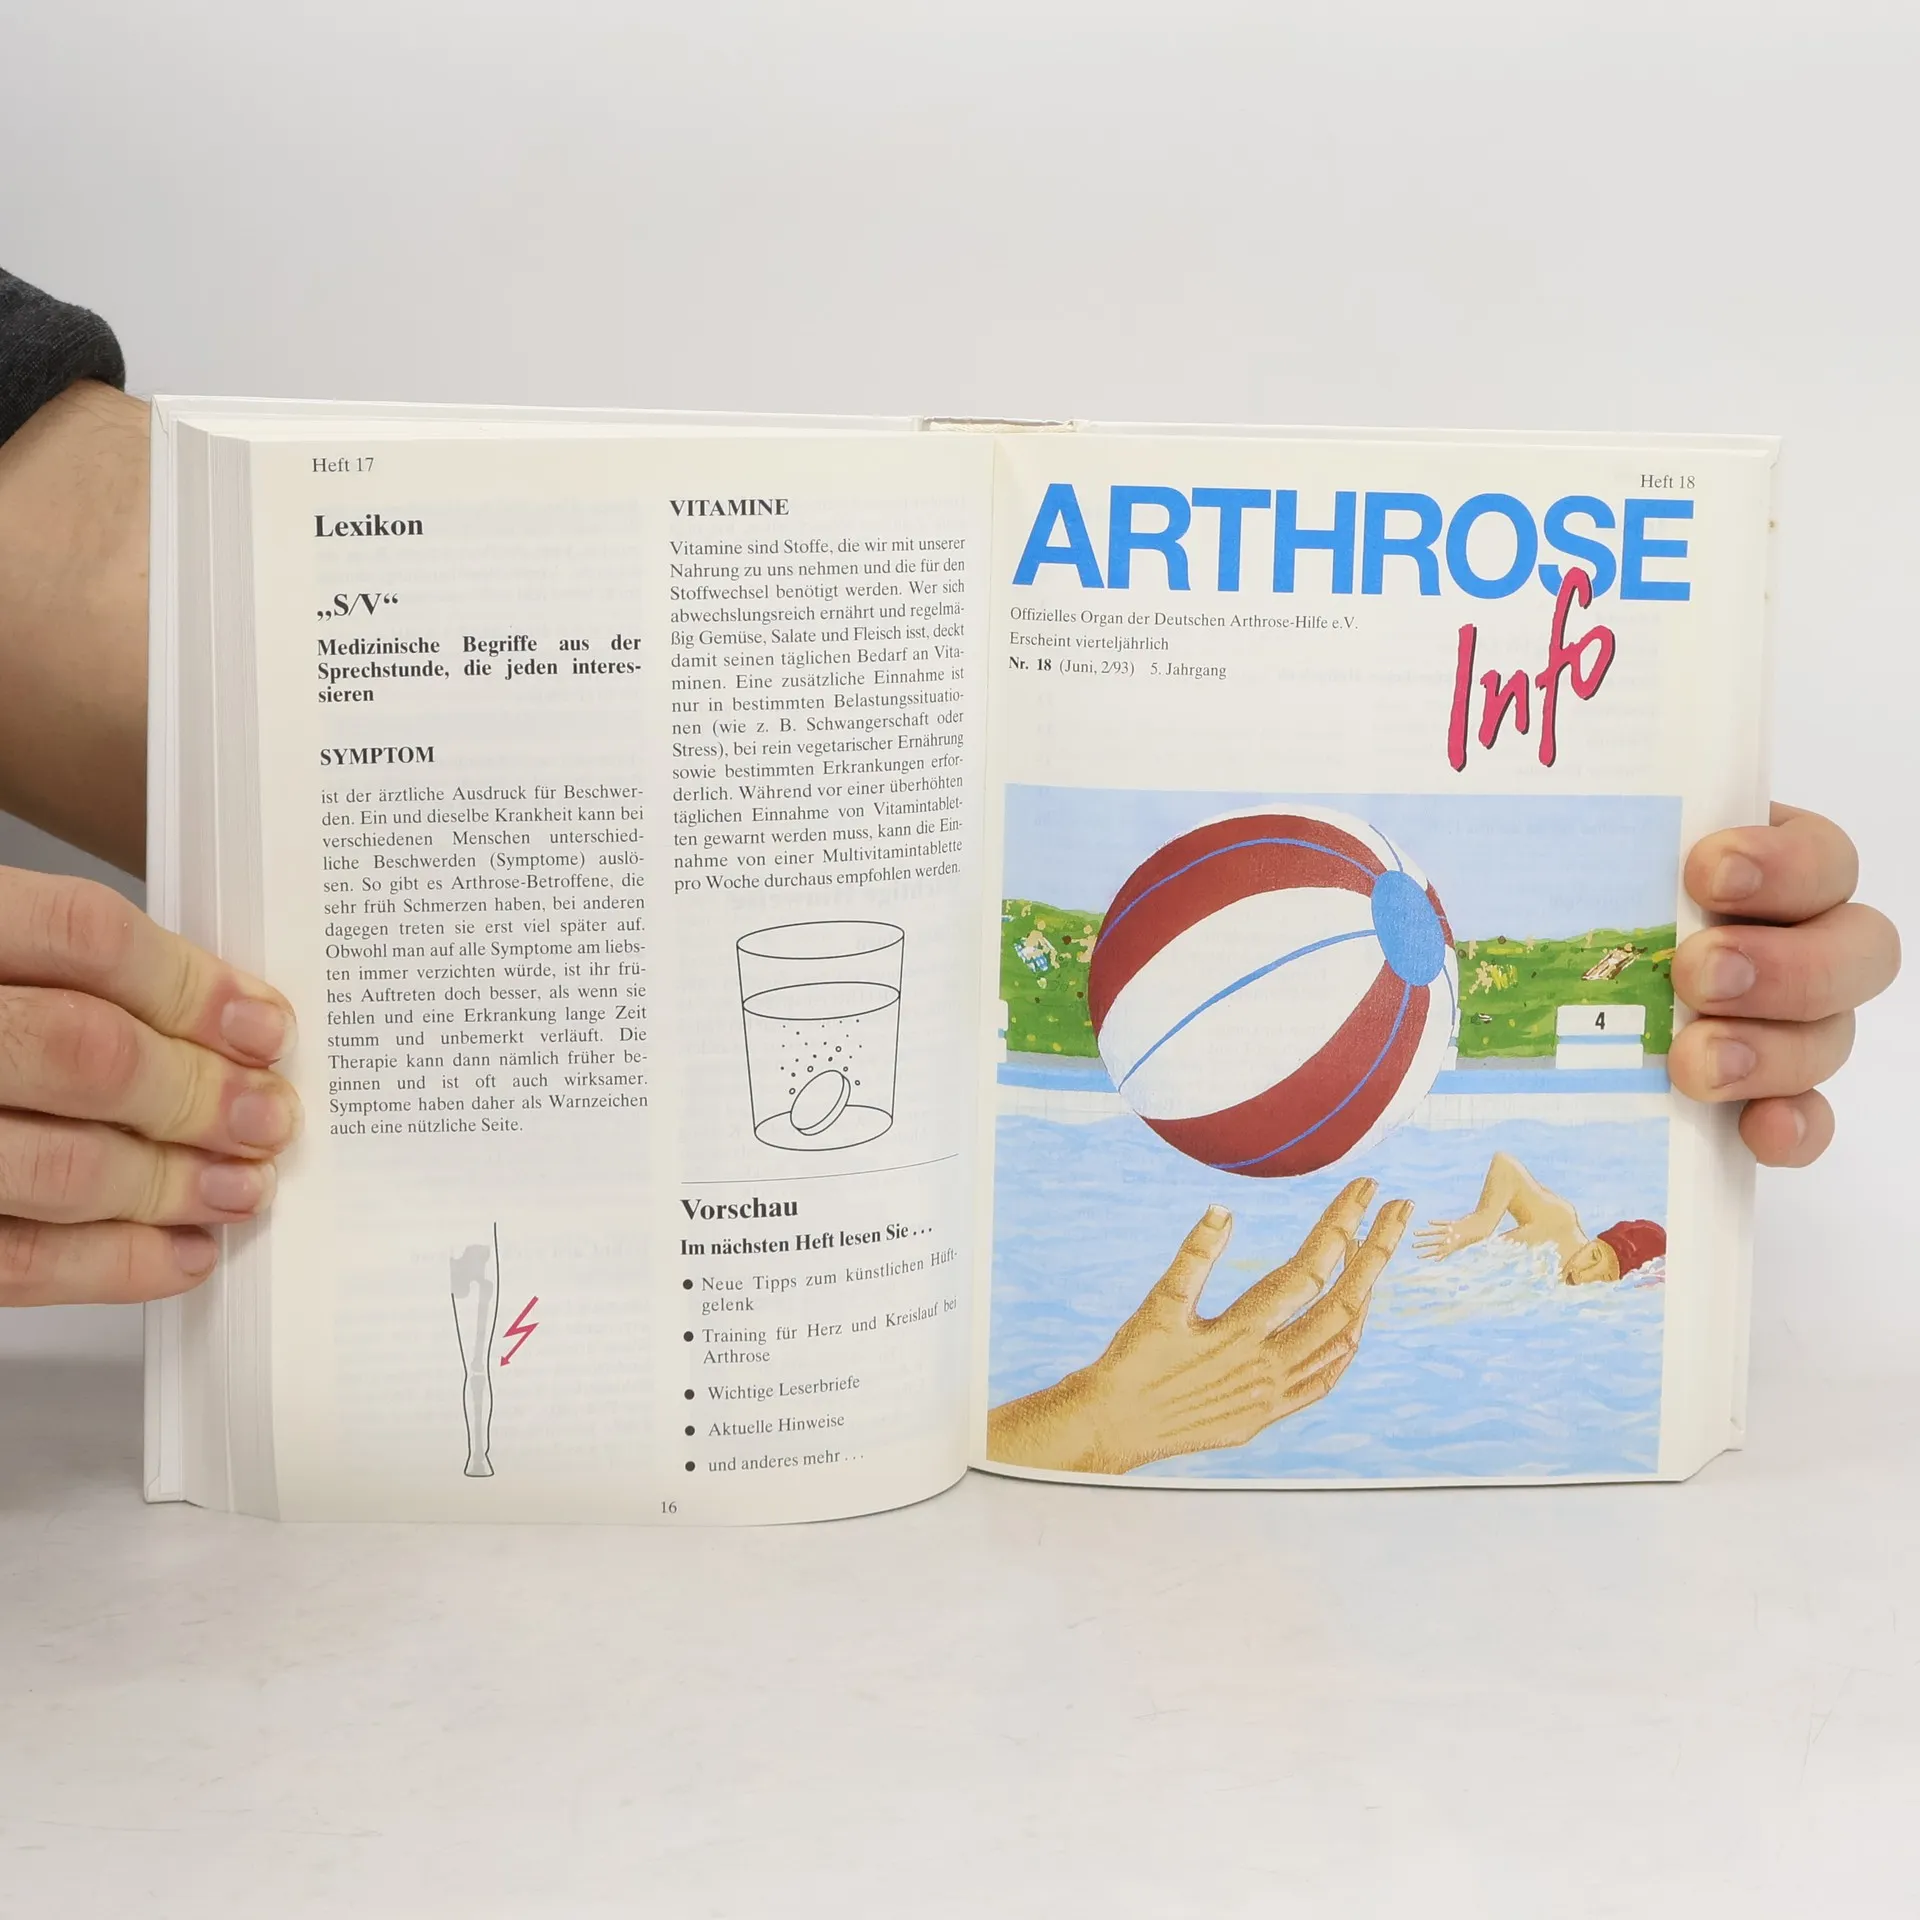 Heft 17
Lexikon
„S/V“
Medizinische Begriffe aus der
Sprechstunde, die jeden interes-
sieren
SYMPTOM
ist der ärztliche Ausdruck für Beschwer-
den. Ein und dieselbe Krankheit kann bei
verschiedenen Menschen unterschied-
liche Beschwerden (Symptome) auslö-
sen. So gibt es Arthrose-Betroffene, die
sehr früh Schmerzen haben, bei anderen
dagegen treten sie erst viel später auf.
Obwohl man auf alle Symptome am liebs-
ten immer verzichten würde, ist ihr frü-
hes Auftreten doch besser, als wenn sie
fehlen und eine Erkrankung lange Zeit
stumm und unbemerkt verläuft. Die
Therapie kann dann nämlich früher be-
ginnen und ist oft auch wirksamer.
Symptome haben daher als Warnzeichen
auch eine nützliche Seite.
VITAMINE
Vitamine sind Stoffe, die wir mit unserer
Nahrung zu uns nehmen und die für den
Stoffwechsel benötigt werden. Wer sich
abwechslungsreich ernährt und regelmä-
ßig Gemüse, Salate und Fleisch isst, deckt
damit seinen täglichen Bedarf an Vita-
minen. Eine zusätzliche Einnahme ist
nur in bestimmten Belastungssituatio-
nen (wie z. B. Schwangerschaft oder
Stress), bei rein vegetarischer Ernährung
sowie bestimmten Erkrankungen erfor-
derlich. Während vor einer überhöhten
täglichen Einnahme von Vitamintablet-
ten gewarnt werden muss, kann die Ein-
nahme von einer Multivitamintablette
pro Woche durchaus empfohlen werden.
Vorschau
Im nächsten Heft lesen Sie ...
● Neue Tipps zum künstlichen Hüft-
gelenk
● Training für Herz und Kreislauf bei
Arthrose
● Wichtige Leserbriefe
● Aktuelle Hinweise
● und anderes mehr ...
16
Heft 18
ARTHROSE
Info
Offizielles Organ der Deutschen Arthrose-Hilfe e.V.
Erscheint vierteljährlich
Nr. 18 (Juni, 2/93) 5. Jahrgang
4